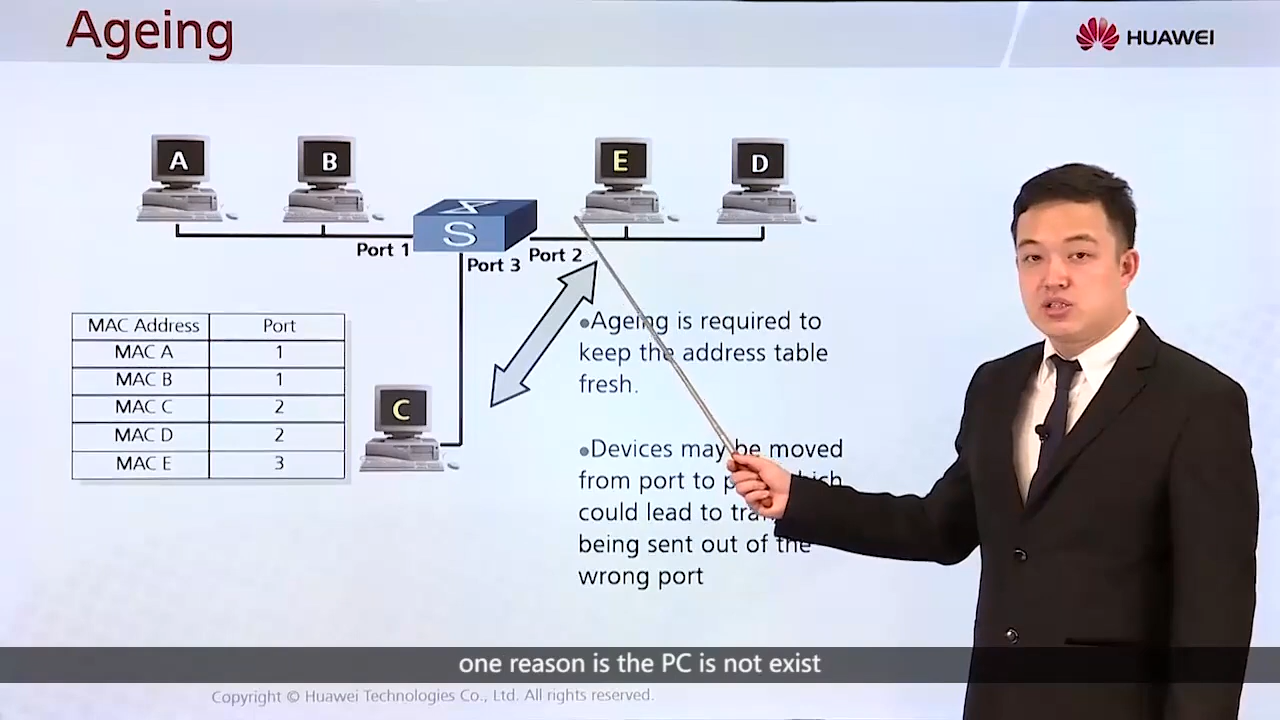 Ageing
HUAWEI
A
B
E
D
S
Port 1
Port 3
Port 2
MAC Address Port
MAC A 1
MAC B 1
MAC C 2
MAC D 2
MAC E 3
C
•Ageing is required to
keep the address table
fresh.
•Devices may be moved
from port to
could lead to
being sent out of the
wrong port
one reason is the PC is not exist
Copyright © Huawei Technologies Co., Ltd. All rights reserved.